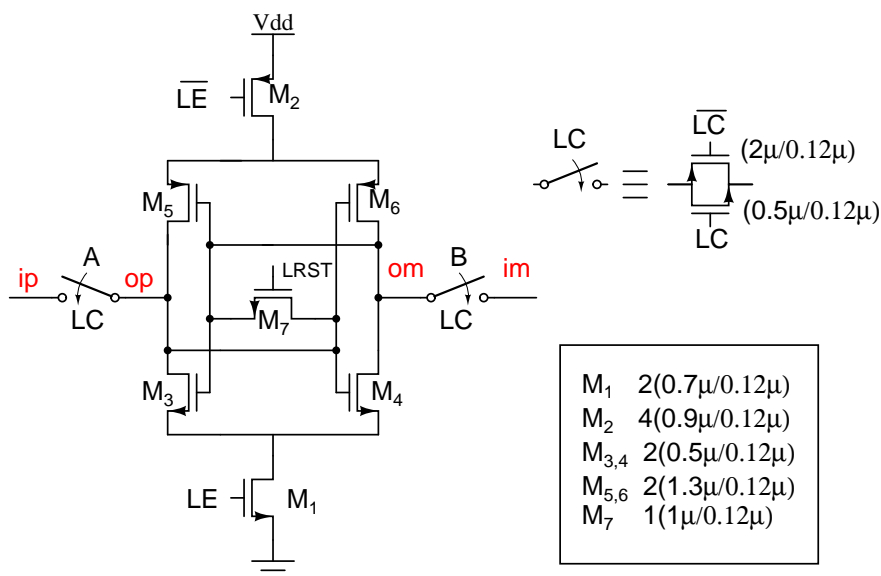 Vdd
L̅E̅
M₂
M₅
M₆
ip
A
op
LC
LRST
M₇
om
B
im
LC
M₃
M₄
LE
M₁
LC
L̅C̅
(2μ/0.12μ)
(0.5μ/0.12μ)
LC
M₁ 2(0.7μ/0.12μ)
M₂ 4(0.9μ/0.12μ)
M₃,₄ 2(0.5μ/0.12μ)
M₅,₆ 2(1.3μ/0.12μ)
M₇ 1(1μ/0.12μ)